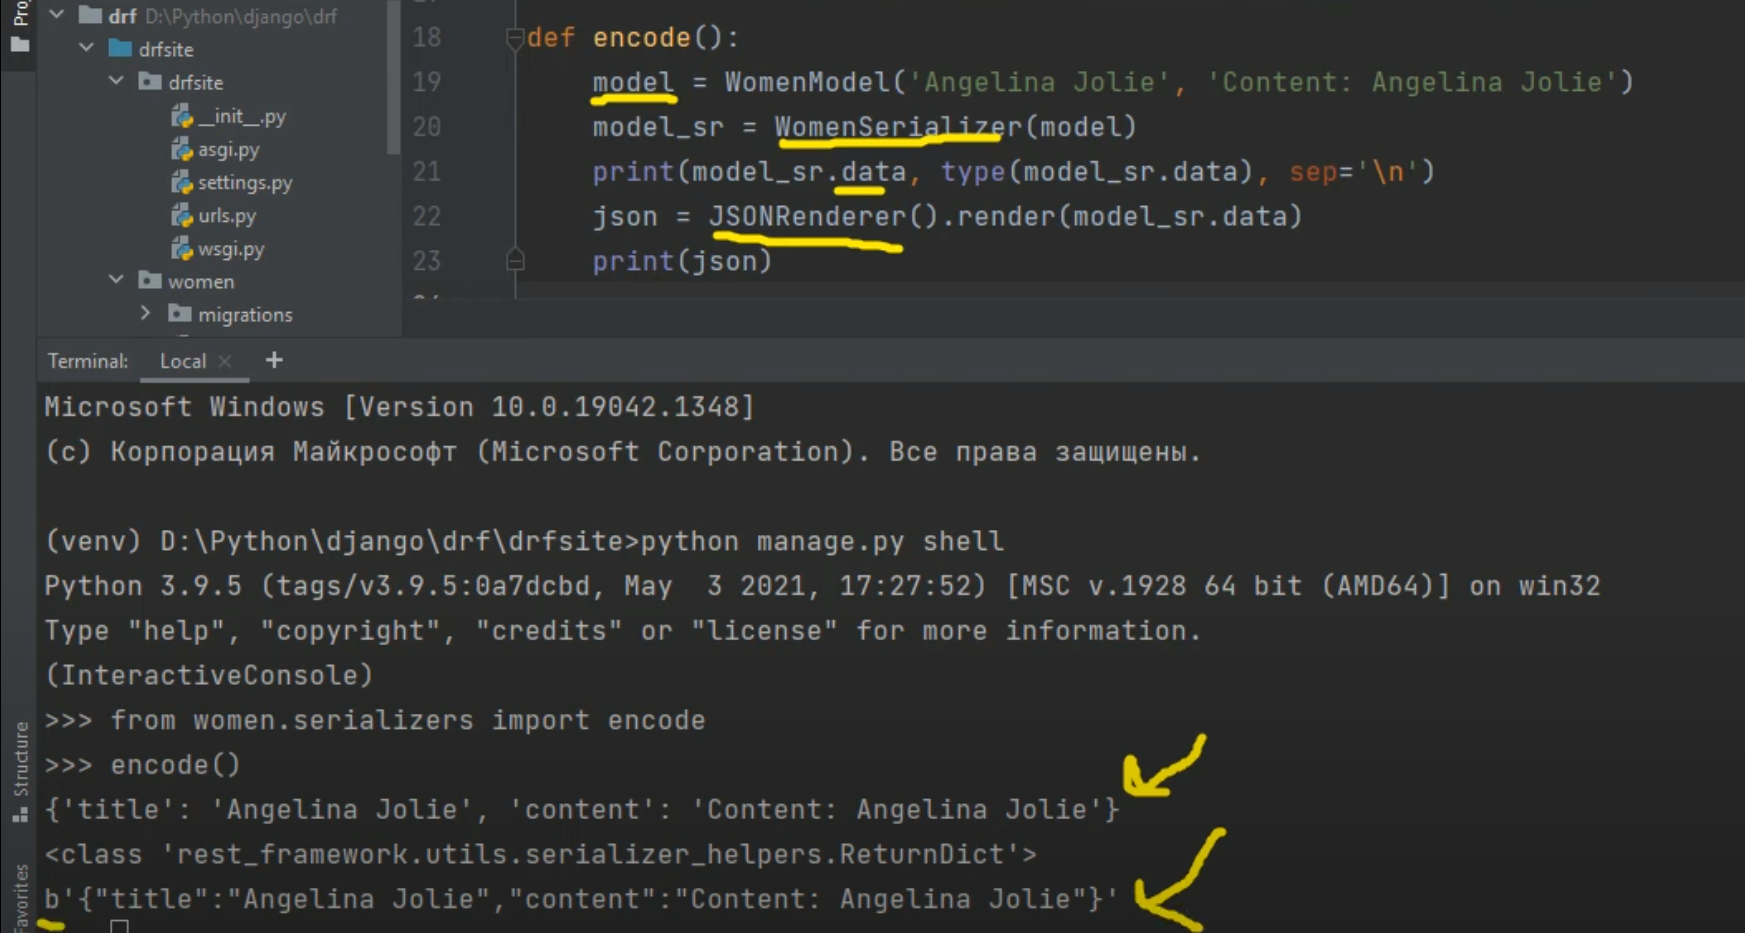 Pro
drf D:\Python\django\drf
drfsite
drfsite
__init__.py
asgi.py
settings.py
urls.py
wsgi.py
women
migrations
18 def encode():
19 model = WomenModel('Angelina Jolie', 'Content: Angelina Jolie')
20 model_sr = WomenSerializer(model)
21 print(model_sr.data, type(model_sr.data), sep='\n')
22 json = JSONRenderer().render(model_sr.data)
23 print(json)
Terminal: Local × +
Microsoft Windows [Version 10.0.19042.1348]
(c) Корпорация Майкрософт (Microsoft Corporation). Все права защищены.
(venv) D:\Python\django\drf\drfsite>python manage.py shell
Python 3.9.5 (tags/v3.9.5:0a7dcbd, May  3 2021, 17:27:52) [MSC v.1928 64 bit (AMD64)] on win32
Type "help", "copyright", "credits" or "license" for more information.
(InteractiveConsole)
>>> from women.serializers import encode
>>> encode()
{'title': 'Angelina Jolie', 'content': 'Content: Angelina Jolie'}
<class 'rest_framework.utils.serializer_helpers.ReturnDict'>
b'{"title":"Angelina Jolie","content":"Content: Angelina Jolie"}'
Structure
Favorites